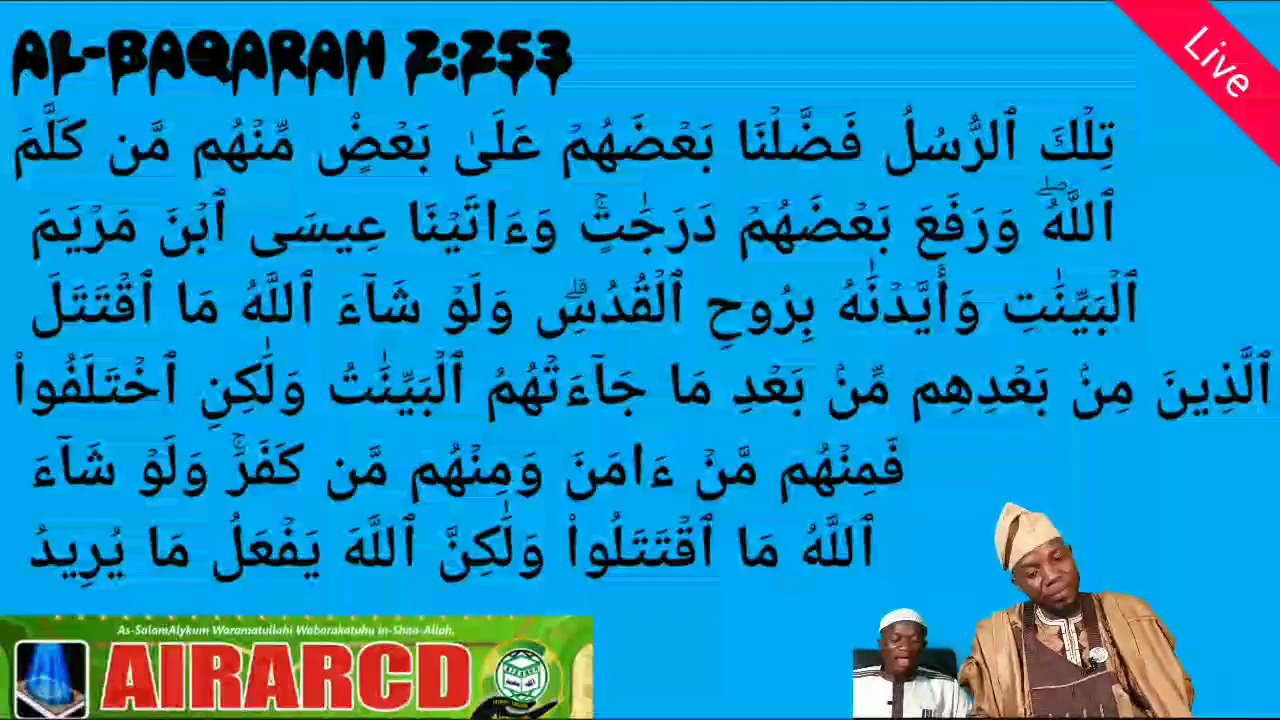 AL-BAQARAH 2:253
Live
تِلۡكَ ٱلرُّسُلُ فَضَّلۡنَا بَعۡضَهُمۡ عَلَىٰ بَعۡضٖۘ مِّنۡهُم مَّن كَلَّمَ
ٱللَّهُۖ وَرَفَعَ بَعۡضَهُمۡ دَرَجَٰتٖۚ وَءَاتَيۡنَا عِيسَى ٱبۡنَ مَرۡيَمَ
ٱلۡبَيِّنَٰتِ وَأَيَّدۡنَٰهُ بِرُوحِ ٱلۡقُدُسِۗ وَلَوۡ شَآءَ ٱللَّهُ مَا ٱقۡتَتَلَ
ٱلَّذِينَ مِنۢ بَعۡدِهِم مِّنۢ بَعۡدِ مَا جَآءَتۡهُمُ ٱلۡبَيِّنَٰتُ وَلَٰكِنِ ٱخۡتَلَفُواْ
فَمِنۡهُم مَّنۡ ءَامَنَ وَمِنۡهُم مَّن كَفَرَۚ وَلَوۡ شَآءَ
ٱللَّهُ مَا ٱقۡتَتَلُواْ وَلَٰكِنَّ ٱللَّهَ يَفۡعَلُ مَا يُرِيدُ
As-SalamAlykum Waramatullahi Wabarakatuhu in-Shaa-Allah.
AIRARCD